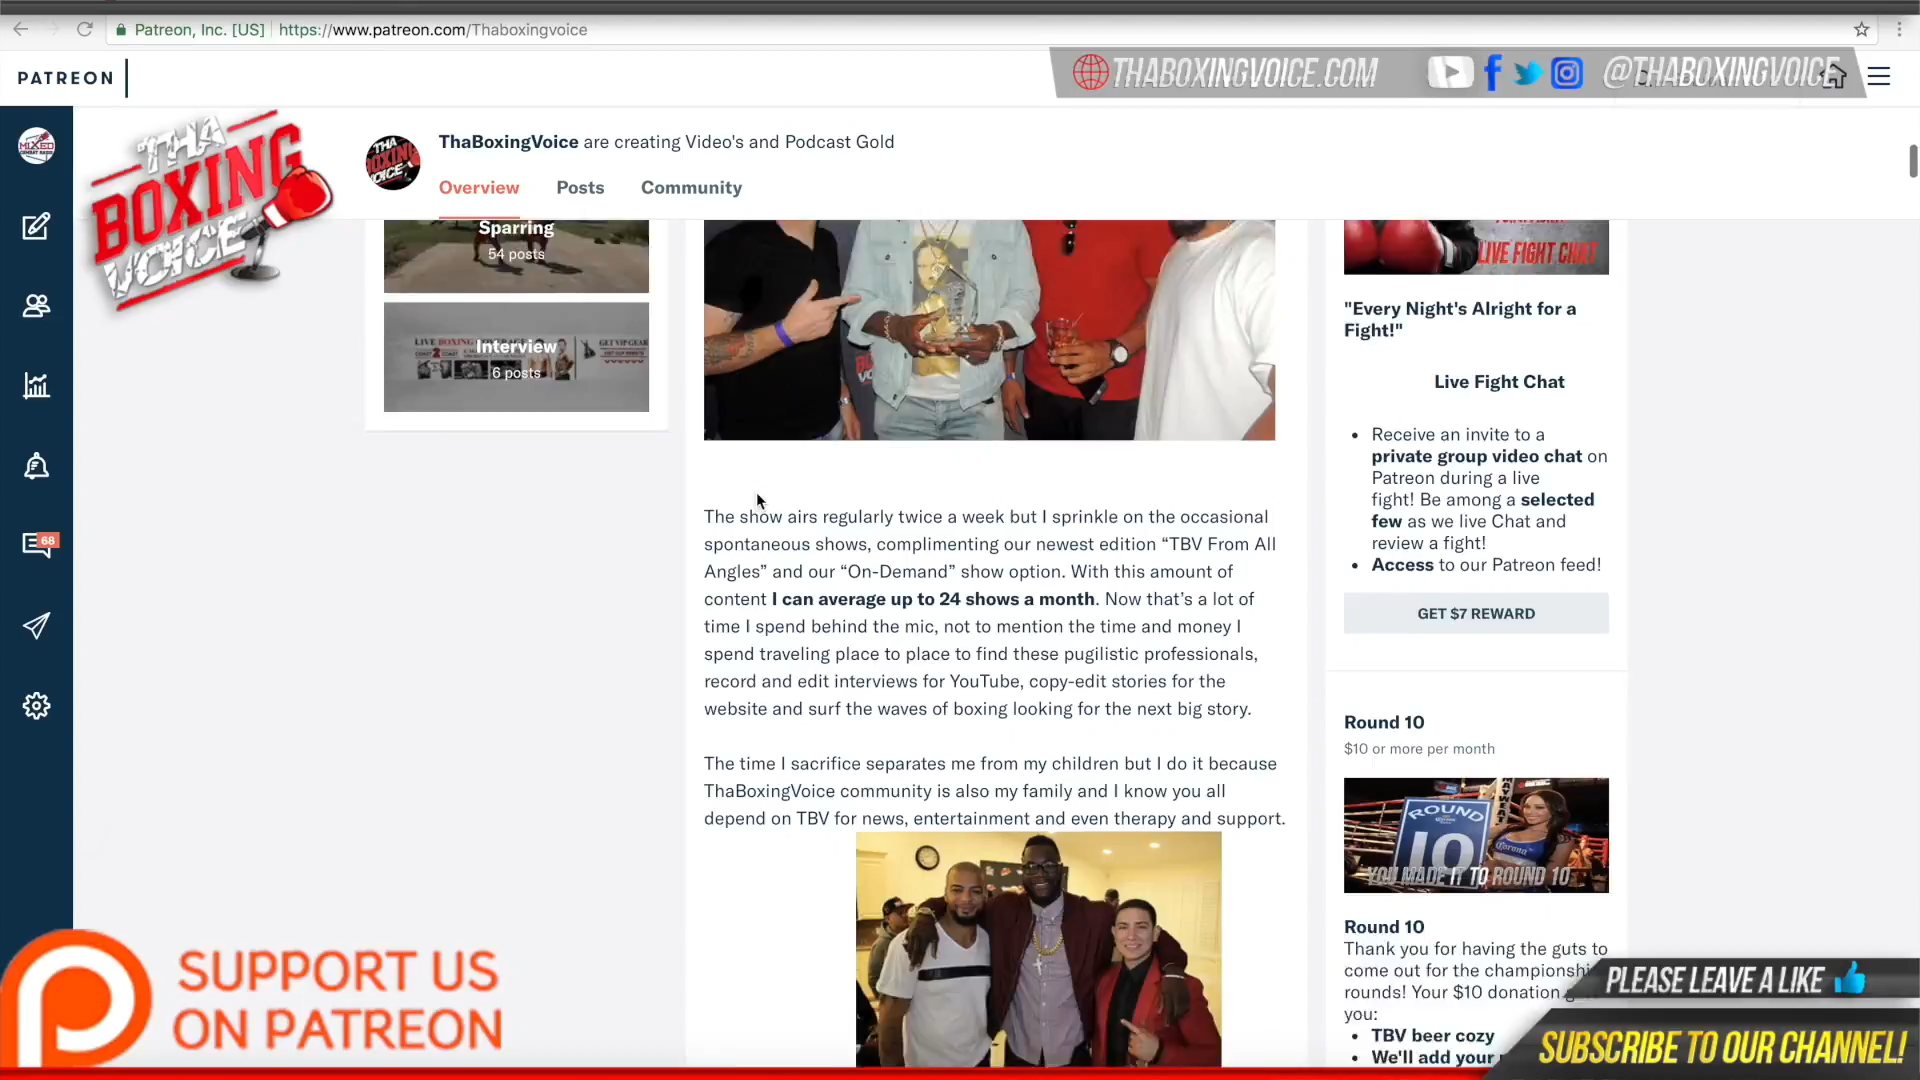 Patreon, Inc. [US]
https://www.patreon.com/Thaboxingvoice
PATREON
THABOXINGVOICE.COM
@THABOXINGVOICE
THA
BOXING
VOICE
ThaBoxingVoice are creating Video's and Podcast Gold
Overview
Posts
Community
Sparring
54 posts
Interview
6 posts
68
The show airs regularly twice a week but I sprinkle on the occasional
spontaneous shows, complimenting our newest edition “TBV From All
Angles” and our “On-Demand” show option. With this amount of
content I can average up to 24 shows a month. Now that’s a lot of
time I spend behind the mic, not to mention the time and money I
spend traveling place to place to find these pugilistic professionals,
record and edit interviews for YouTube, copy-edit stories for the
website and surf the waves of boxing looking for the next big story.
The time I sacrifice separates me from my children but I do it because
ThaBoxingVoice community is also my family and I know you all
depend on TBV for news, entertainment and even therapy and support.
LIVE FIGHT CHAT
"Every Night's Alright for a
Fight!"
Live Fight Chat
• Receive an invite to a
private group video chat on
Patreon during a live
fight! Be among a selected
few as we live Chat and
review a fight!
• Access to our Patreon feed!
GET $7 REWARD
Round 10
$10 or more per month
ROUND
10
Corona
YOU MADE IT TO ROUND 10
Round 10
Thank you for having the guts to
come out for the
rounds! Your $10 donation
you:
• TBV beer cozy
• We'll add your
SUPPORT US
ON PATREON
PLEASE LEAVE A LIKE
SUBSCRIBE TO OUR CHANNEL!